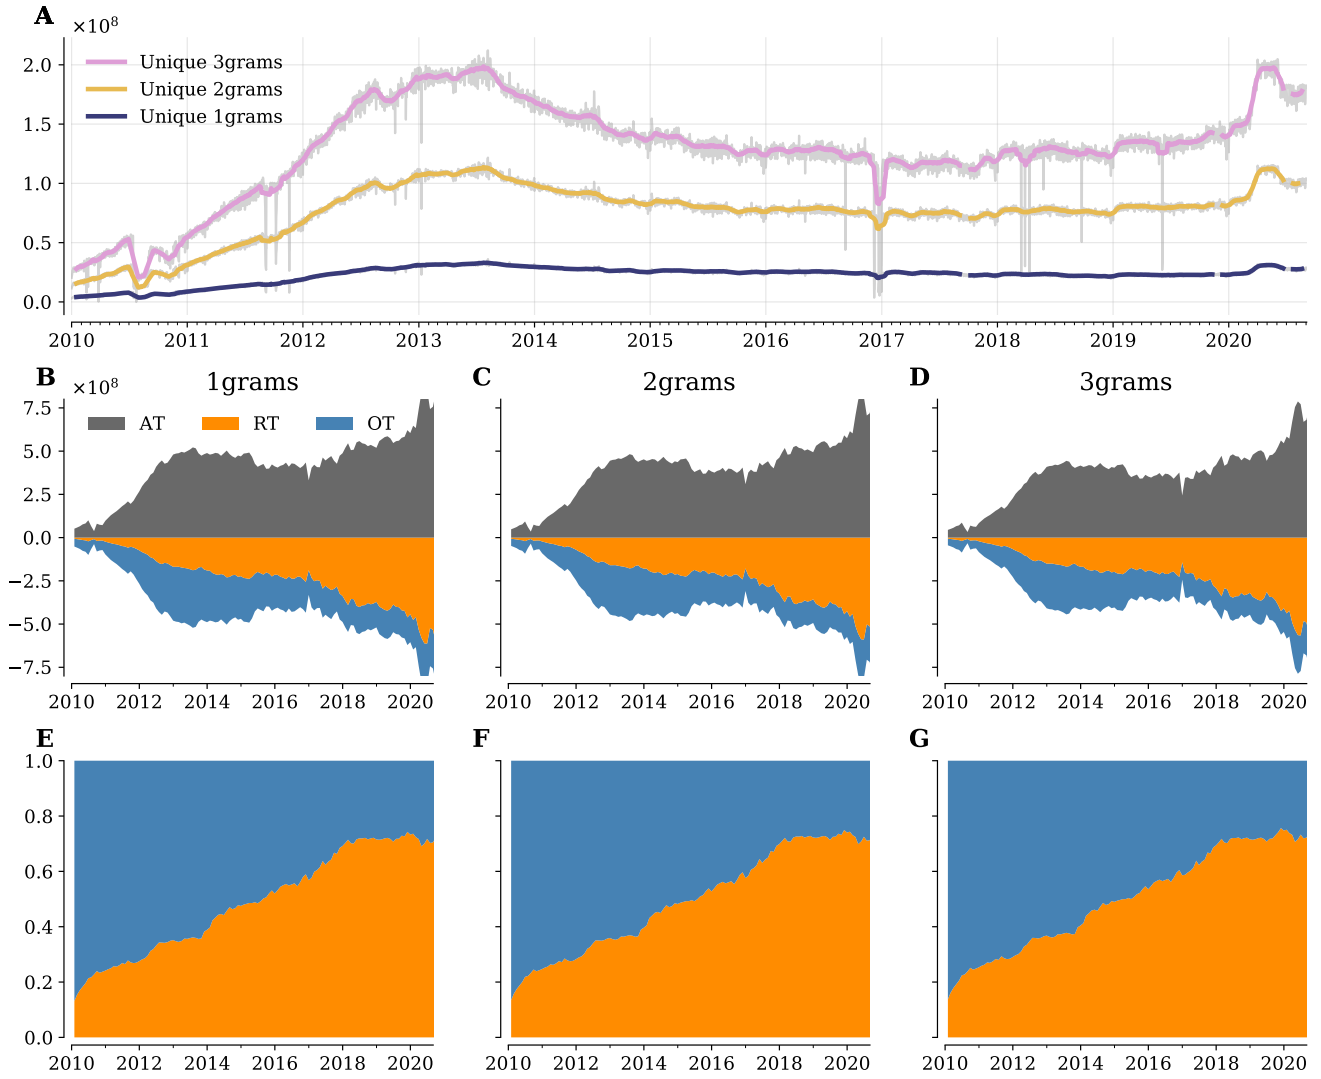 A
×10⁸
Unique 3grams
Unique 2grams
Unique 1grams
2.0
1.5
1.0
0.5
0.0
2010 2011 2012 2013 2014 2015 2016 2017 2018 2019 2020
B ×10⁸ 1grams
C 2grams
D 3grams
AT RT OT
7.5
5.0
2.5
0.0
−2.5
−5.0
−7.5
2010 2012 2014 2016 2018 2020
2010 2012 2014 2016 2018 2020
2010 2012 2014 2016 2018 2020
E
F
G
1.0
0.8
0.6
0.4
0.2
0.0
2010 2012 2014 2016 2018 2020
2010 2012 2014 2016 2018 2020
2010 2012 2014 2016 2018 2020